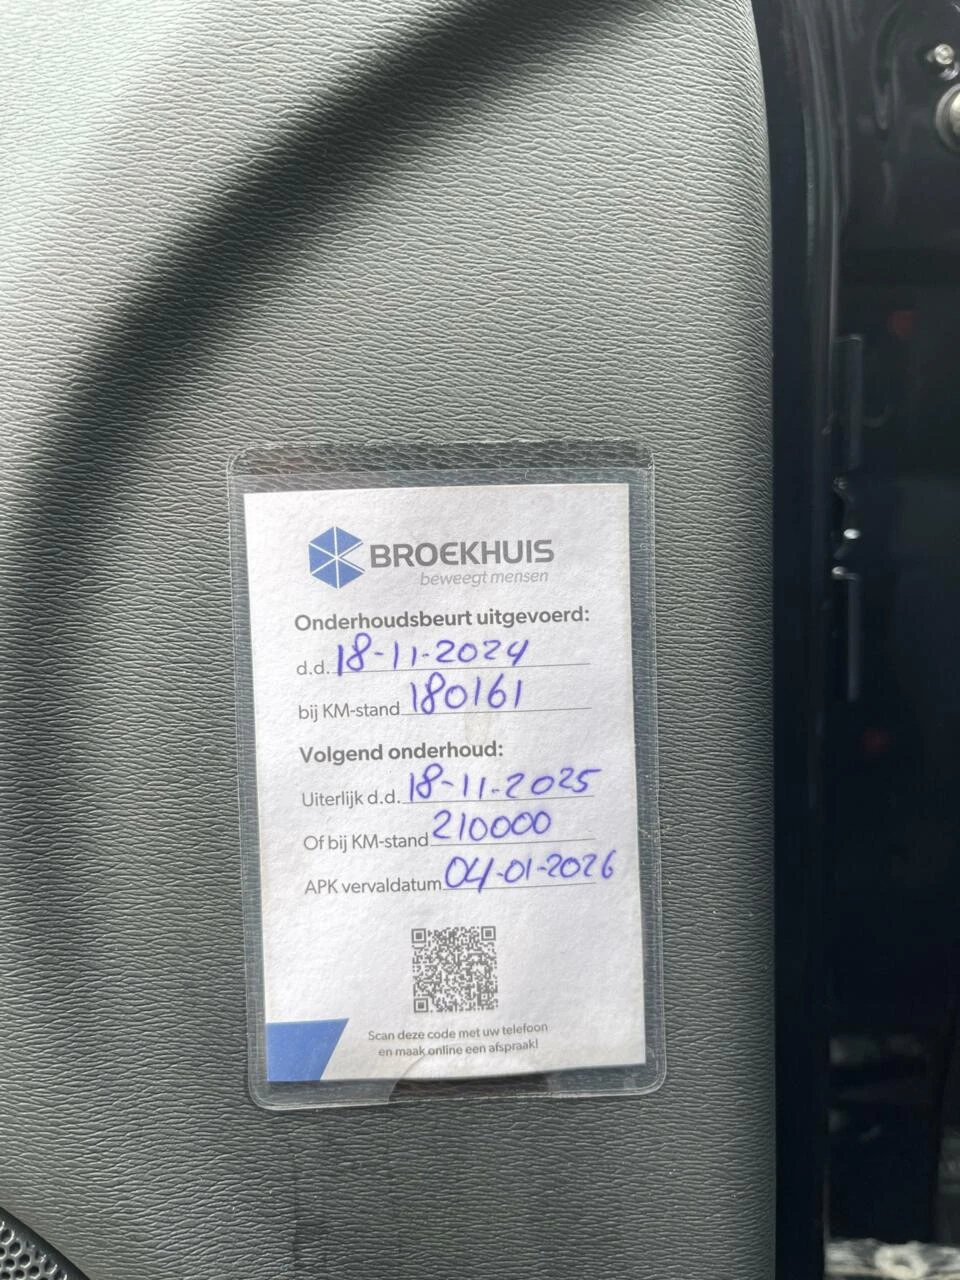 BROEKHUIS
beweegt mensen
Onderhoudsbeurt uitgevoerd:
d.d. 18-11-2024
bij KM-stand 180161
Volgend onderhoud:
Uiterlijk d.d. 18-11-2025
Of bij KM-stand 210000
APK vervaldatum 04-01-2026
Scan deze code met uw telefoon
en maak online een afspraak!